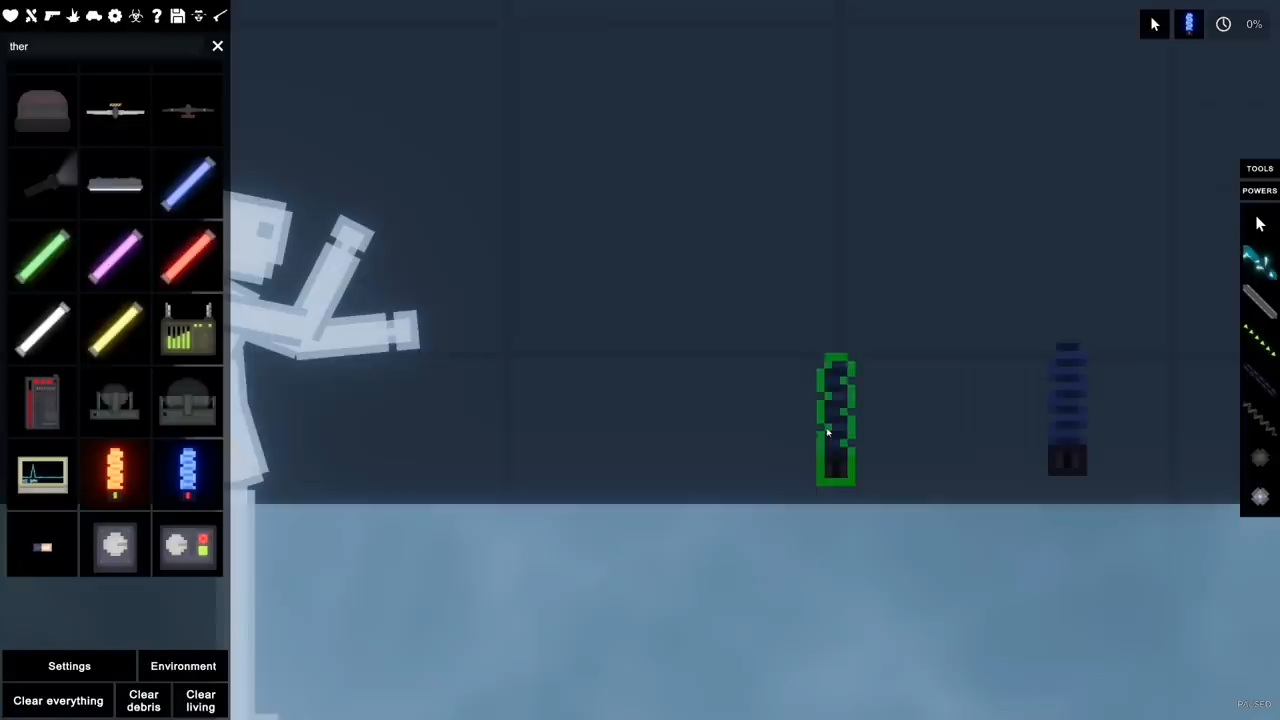 0%
ther
TOOLS
POWERS
Settings
Environment
Clear everything
Clear debris
Clear living
PAUSED